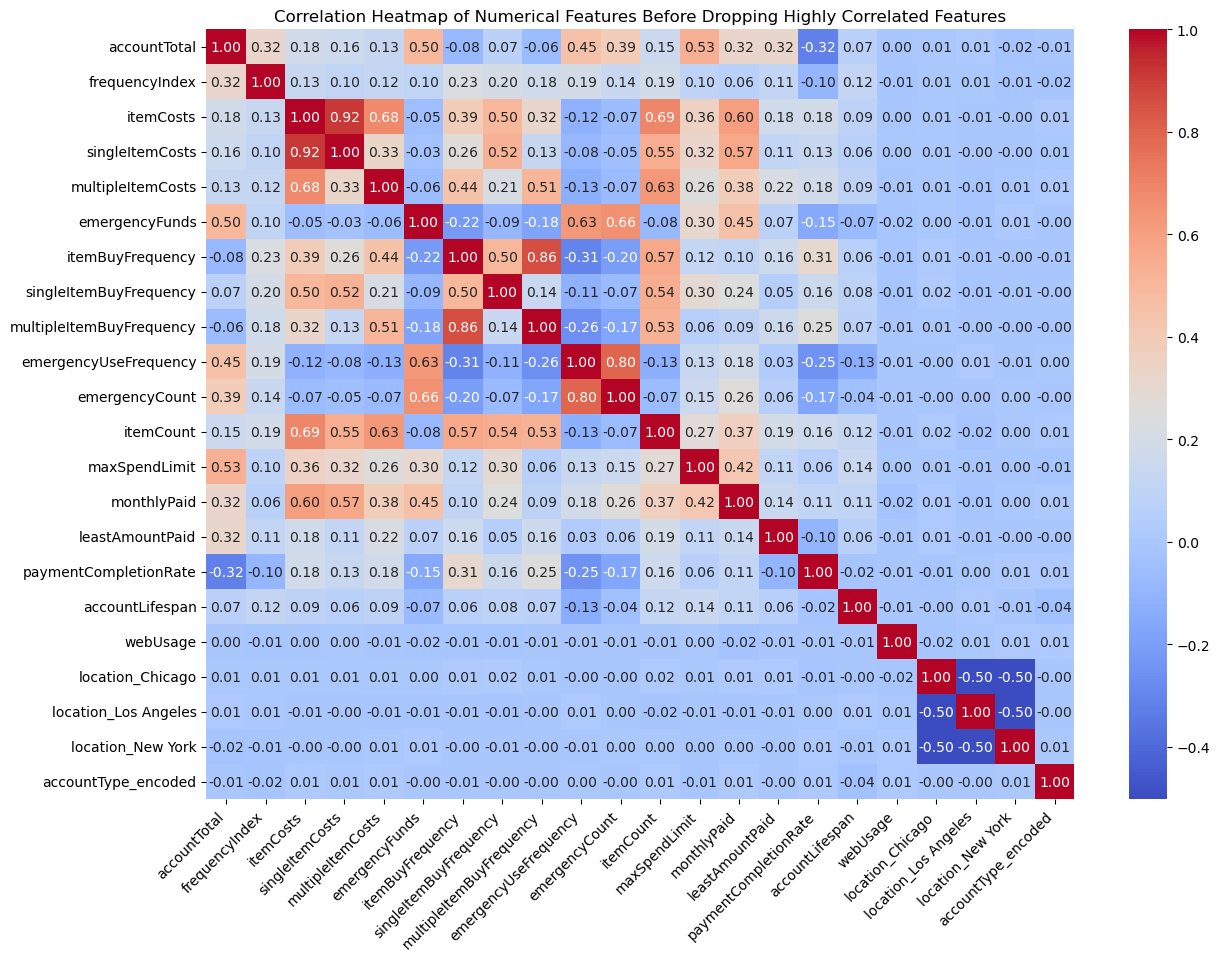 Correlation Heatmap of Numerical Features Before Dropping Highly Correlated Features
accountTotal 1.00 0.32 0.18 0.16 0.13 0.50 -0.08 0.07 -0.06 0.45 0.39 0.15 0.53 0.32 0.32 -0.32 0.07 0.00 0.01 0.01 -0.02 -0.01
frequencyIndex 0.32 1.00 0.13 0.10 0.12 0.10 0.23 0.20 0.18 0.19 0.14 0.19 0.10 0.06 0.11 -0.10 0.12 -0.01 0.01 0.01 -0.01 -0.02
itemCosts 0.18 0.13 1.00 0.92 0.68 -0.05 0.39 0.50 0.32 -0.12 -0.07 0.69 0.36 0.60 0.18 0.18 0.09 0.00 0.01 -0.01 -0.00 0.01
singleItemCosts 0.16 0.10 0.92 1.00 0.33 -0.03 0.26 0.52 0.13 -0.08 -0.05 0.55 0.32 0.57 0.11 0.13 0.06 0.00 0.01 -0.00 -0.00 0.01
multipleItemCosts 0.13 0.12 0.68 0.33 1.00 -0.06 0.44 0.21 0.51 -0.13 -0.07 0.63 0.26 0.38 0.22 0.18 0.09 -0.01 0.01 -0.01 0.01 0.01
emergencyFunds 0.50 0.10 -0.05 -0.03 -0.06 1.00 -0.22 -0.09 -0.18 0.63 0.66 -0.08 0.30 0.45 0.07 -0.15 -0.07 -0.02 0.00 -0.01 0.01 -0.00
itemBuyFrequency -0.08 0.23 0.39 0.26 0.44 -0.22 1.00 0.50 0.86 -0.31 -0.20 0.57 0.12 0.10 0.16 0.31 0.06 -0.01 0.01 -0.01 -0.00 -0.01
singleItemBuyFrequency 0.07 0.20 0.50 0.52 0.21 -0.09 0.50 1.00 0.14 -0.11 -0.07 0.54 0.30 0.24 0.05 0.16 0.08 -0.01 0.02 -0.01 -0.01 -0.00
multipleItemBuyFrequency -0.06 0.18 0.32 0.13 0.51 -0.18 0.86 0.14 1.00 -0.26 -0.17 0.53 0.06 0.09 0.16 0.25 0.07 -0.01 0.01 -0.00 -0.00 -0.00
emergencyUseFrequency 0.45 0.19 -0.12 -0.08 -0.13 0.63 -0.31 -0.11 -0.26 1.00 0.80 -0.13 0.13 0.18 0.03 -0.25 -0.13 -0.01 -0.00 0.01 -0.01 0.00
emergencyCount 0.39 0.14 -0.07 -0.05 -0.07 0.66 -0.20 -0.07 -0.17 0.80 1.00 -0.07 0.15 0.26 0.06 -0.17 -0.04 -0.01 -0.00 0.00 0.00 -0.00
itemCount 0.15 0.19 0.69 0.55 0.63 -0.08 0.57 0.54 0.53 -0.13 -0.07 1.00 0.27 0.37 0.19 0.16 0.12 -0.01 0.02 -0.02 0.00 0.01
maxSpendLimit 0.53 0.10 0.36 0.32 0.26 0.30 0.12 0.30 0.06 0.13 0.15 0.27 1.00 0.42 0.11 0.06 0.14 0.00 0.01 -0.01 0.00 -0.01
monthlyPaid 0.32 0.06 0.60 0.57 0.38 0.45 0.10 0.24 0.09 0.18 0.26 0.37 0.42 1.00 0.14 0.11 0.11 -0.02 0.01 -0.01 0.00 0.01
leastAmountPaid 0.32 0.11 0.18 0.11 0.22 0.07 0.16 0.05 0.16 0.03 0.06 0.19 0.11 0.14 1.00 -0.10 0.06 -0.01 0.01 -0.01 -0.00 -0.00
paymentCompletionRate -0.32 -0.10 0.18 0.13 0.18 -0.15 0.31 0.16 0.25 -0.25 -0.17 0.16 0.06 0.11 -0.10 1.00 -0.02 -0.01 -0.01 0.00 0.01 0.01
accountLifespan 0.07 0.12 0.09 0.06 0.09 -0.07 0.06 0.08 0.07 -0.13 -0.04 0.12 0.14 0.11 0.06 -0.02 1.00 -0.01 -0.00 0.01 -0.01 -0.04
webUsage 0.00 -0.01 0.00 0.00 -0.01 -0.02 -0.01 -0.01 -0.01 -0.01 -0.01 -0.01 0.00 -0.02 -0.01 -0.01 -0.01 1.00 -0.02 0.01 0.01 0.01
location_Chicago 0.01 0.01 0.01 0.01 0.01 0.00 0.01 0.02 0.01 -0.00 -0.00 0.02 0.01 0.01 0.01 -0.01 -0.00 -0.02 1.00 -0.50 -0.50 -0.00
location_Los Angeles 0.01 0.01 -0.01 -0.00 -0.01 -0.01 -0.01 -0.01 -0.00 0.01 0.00 -0.02 -0.01 -0.01 -0.01 0.00 0.01 0.01 -0.50 1.00 -0.50 -0.00
location_New York -0.02 -0.01 -0.00 -0.00 0.01 0.01 -0.00 -0.01 -0.00 -0.01 0.00 0.00 0.00 0.00 -0.00 0.01 -0.01 0.01 -0.50 -0.50 1.00 0.01
accountType_encoded -0.01 -0.02 0.01 0.01 0.01 -0.00 -0.01 -0.00 -0.00 0.00 -0.00 0.01 -0.01 0.01 -0.00 0.01 -0.04 0.01 -0.00 -0.00 0.01 1.00
accountTotal
frequencyIndex
itemCosts
singleItemCosts
multipleItemCosts
emergencyFunds
itemBuyFrequency
singleItemBuyFrequency
multipleItemBuyFrequency
emergencyUseFrequency
emergencyCount
itemCount
maxSpendLimit
monthlyPaid
leastAmountPaid
paymentCompletionRate
accountLifespan
webUsage
location_Chicago
location_Los Angeles
location_New York
accountType_encoded
1.0
0.8
0.6
0.4
0.2
0.0
−0.2
−0.4